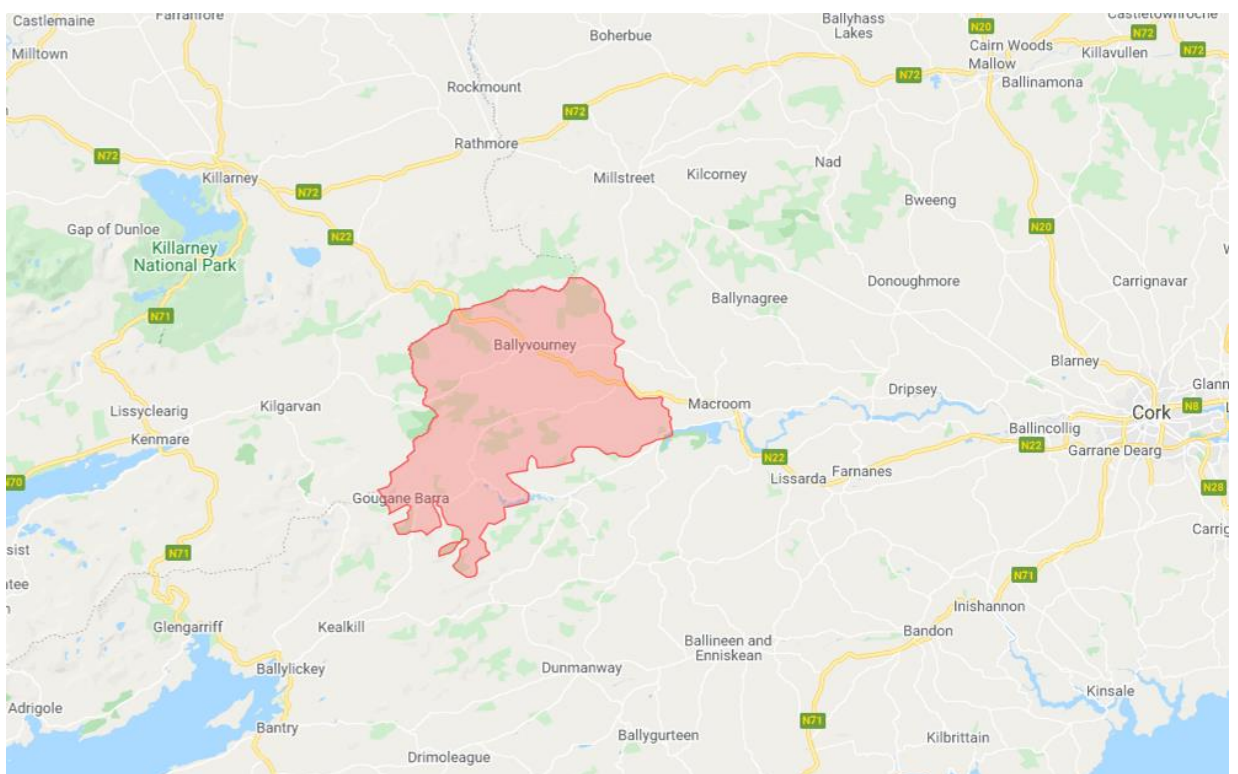 Castlemaine
Farranfore
Milltown
Boherbue
Ballyhass
Lakes
N20
Castletownroche
N72
Cairn Woods
Killavullen
N72
Mallow
N72
Ballinamona
Rockmount
N72
Rathmore
N72
Killarney
N72
Millstreet
Kilcorney
Nad
Bweeng
Gap of Dunloe
Killarney
National Park
N22
N20
Donoughmore
Carrignavar
Ballynagree
N71
Ballyvourney
Blarney
Glann
Lissyclearig
Kilgarvan
Macroom
Dripsey
Cork
N8
Kenmare
Ballincollig
N22
Garrane Dearg
N70
N22
Lissarda
Farnanes
N28
Gougane Barra
Carrig
sist
N71
tee
N71
Inishannon
Glengarriff
Kealkill
Bandon
Ballineen and
Enniskean
Ballylickey
Dunmanway
Kinsale
Adrigole
Bantry
N71
Ballygurteen
Kilbrittain
Drimoleague